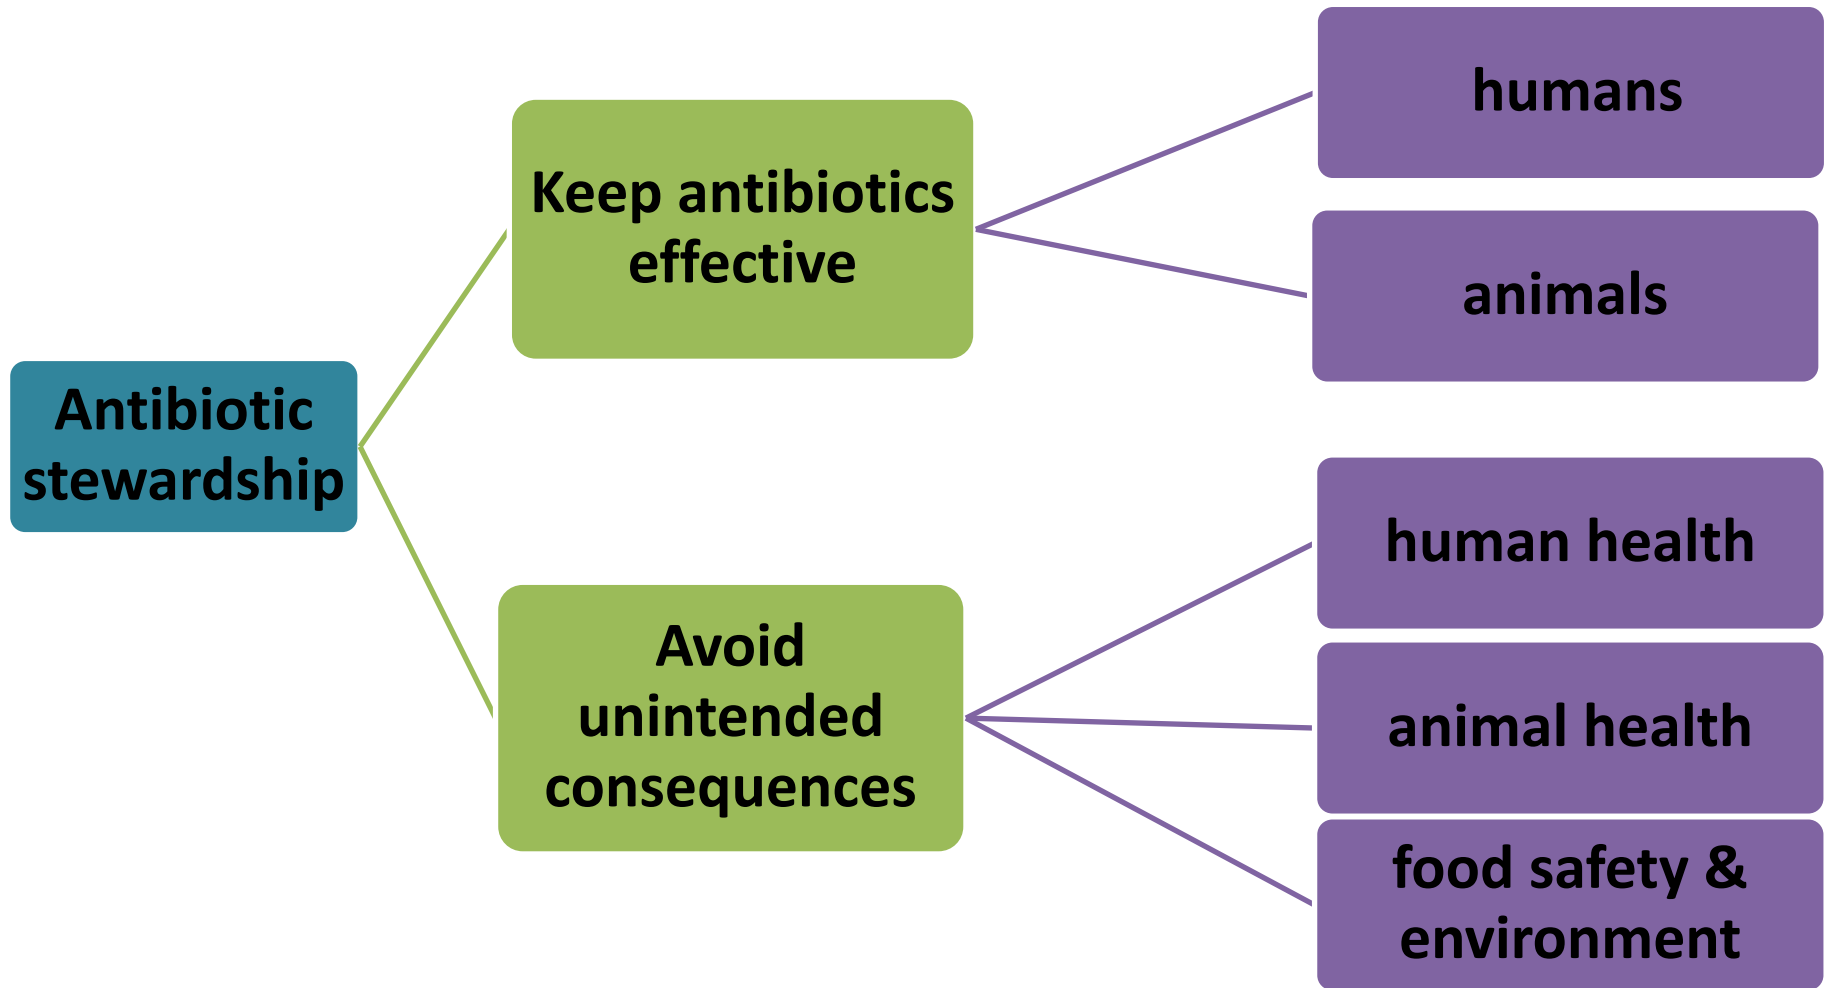 Antibiotic
stewardship
Keep antibiotics
effective
humans
animals
Avoid
unintended
consequences
human health
animal health
food safety &
environment